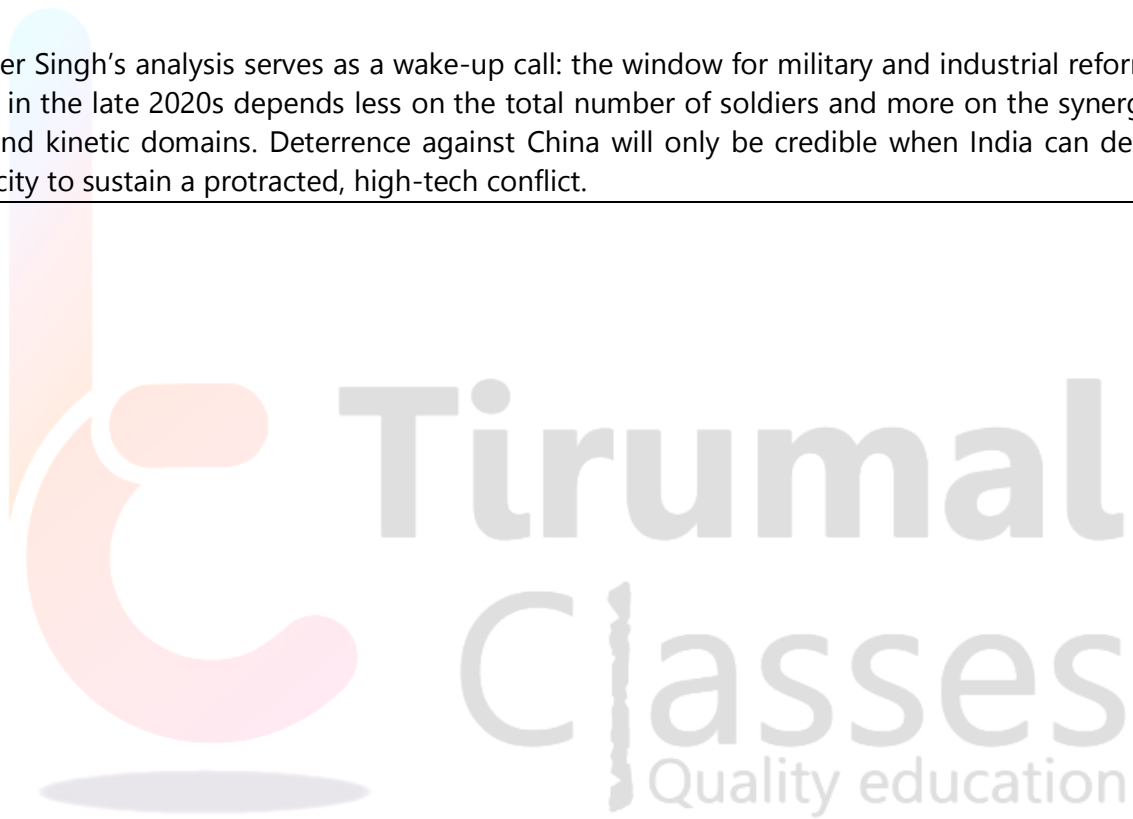 er Singh's analysis serves as a wake-up call: the window for military and industrial refor
in the late 2020s depends less on the total number of soldiers and more on the synerg
nd kinetic domains. Deterrence against China will only be credible when India can de
city to sustain a protracted, high-tech conflict.
Tirumal
Classes
Quality education